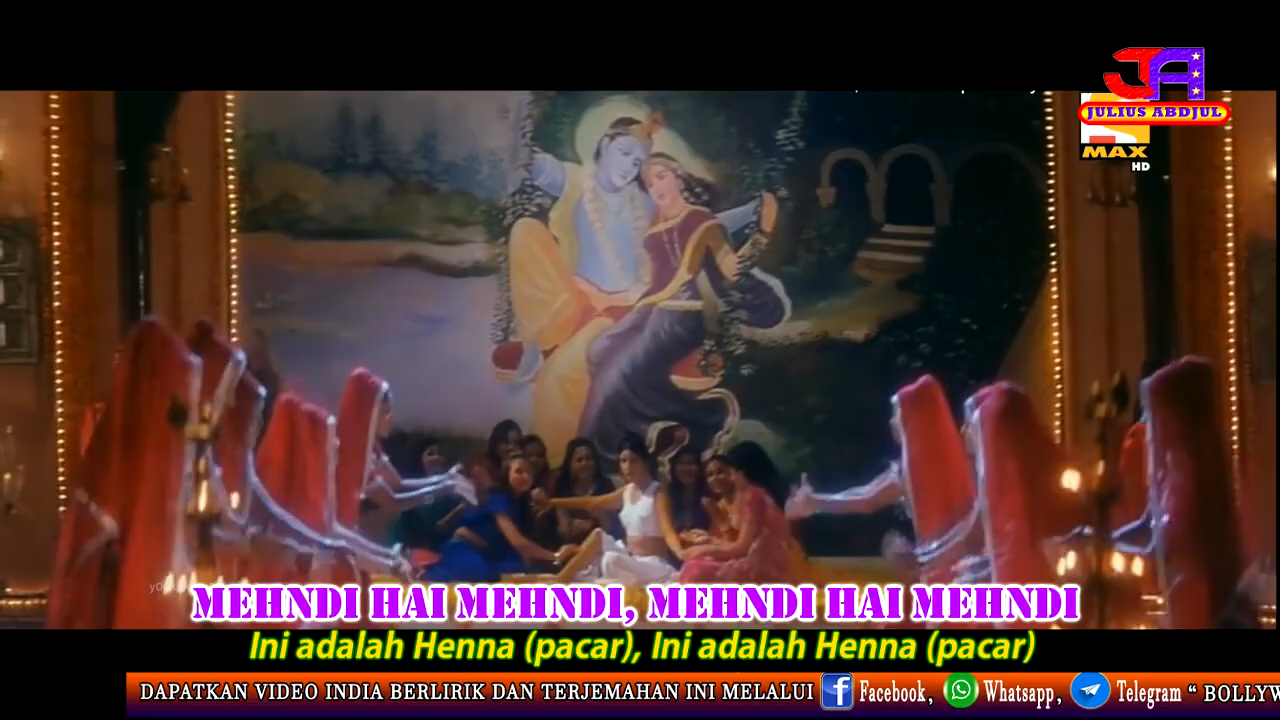 JA
JULIUS ABDJUL
MAX
HD
MEHNDI HAI MEHNDI, MEHNDI HAI MEHNDI
Ini adalah Henna (pacar), Ini adalah Henna (pacar)
DAPATKAN VIDEO INDIA BERLIRIK DAN TERJEMAHAN INI MELALUI Facebook, Whatsapp, Telegram “ BOLLYW